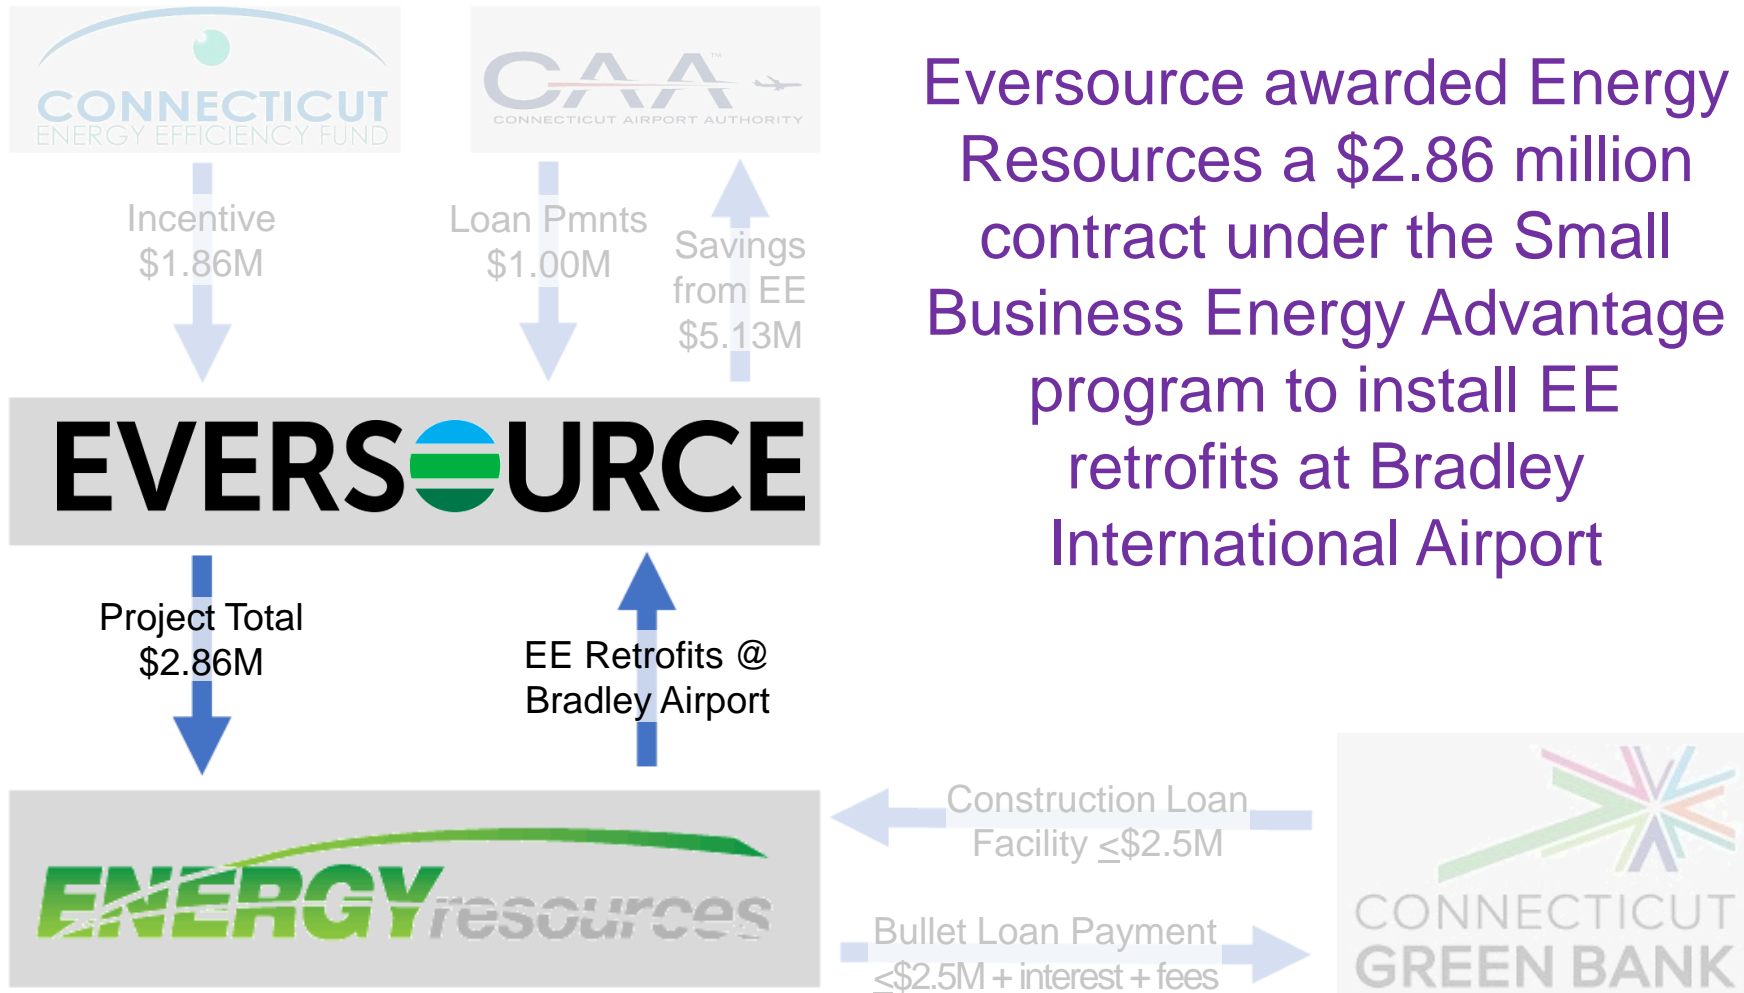 CONNECTICUT
ENERGY EFFICIENCY FUND
CAA™
CONNECTICUT AIRPORT AUTHORITY
Eversource awarded Energy
Resources a $2.86 million
contract under the Small
Business Energy Advantage
program to install EE
retrofits at Bradley
International Airport
Incentive
$1.86M
Loan Pmnts
$1.00M
Savings
from EE
$5.13M
EVERSOURCE
Project Total
$2.86M
EE Retrofits @
Bradley Airport
ENERGYresources
Construction Loan
Facility <$2.5M
Bullet Loan Payment
<$2.5M + interest + fees
CONNECTICUT
GREEN BANK